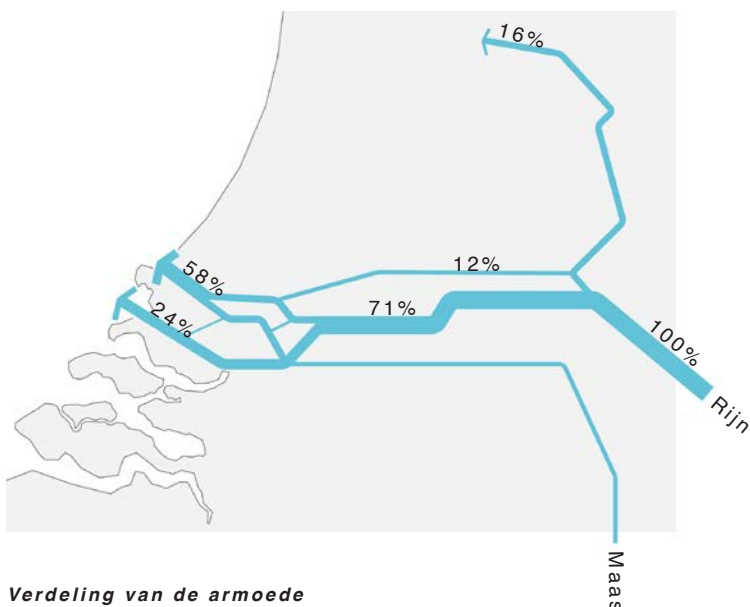 16%
12%
58%
71%
24%
100%
Rijn
Maas
Verdeling van de armoede